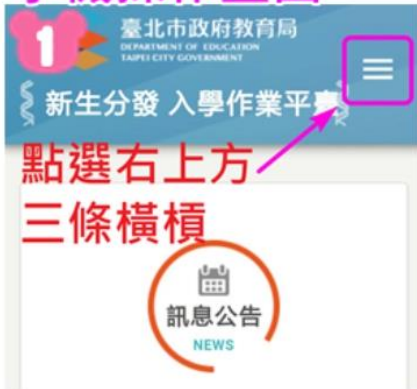 1
臺北市政府教育局
DEPARTMENT OF EDUCATION
TAIPEI CITY GOVERNMENT
新生分發 入學作業平臺
點選右上方
三條橫槓
訊息公告
NEWS